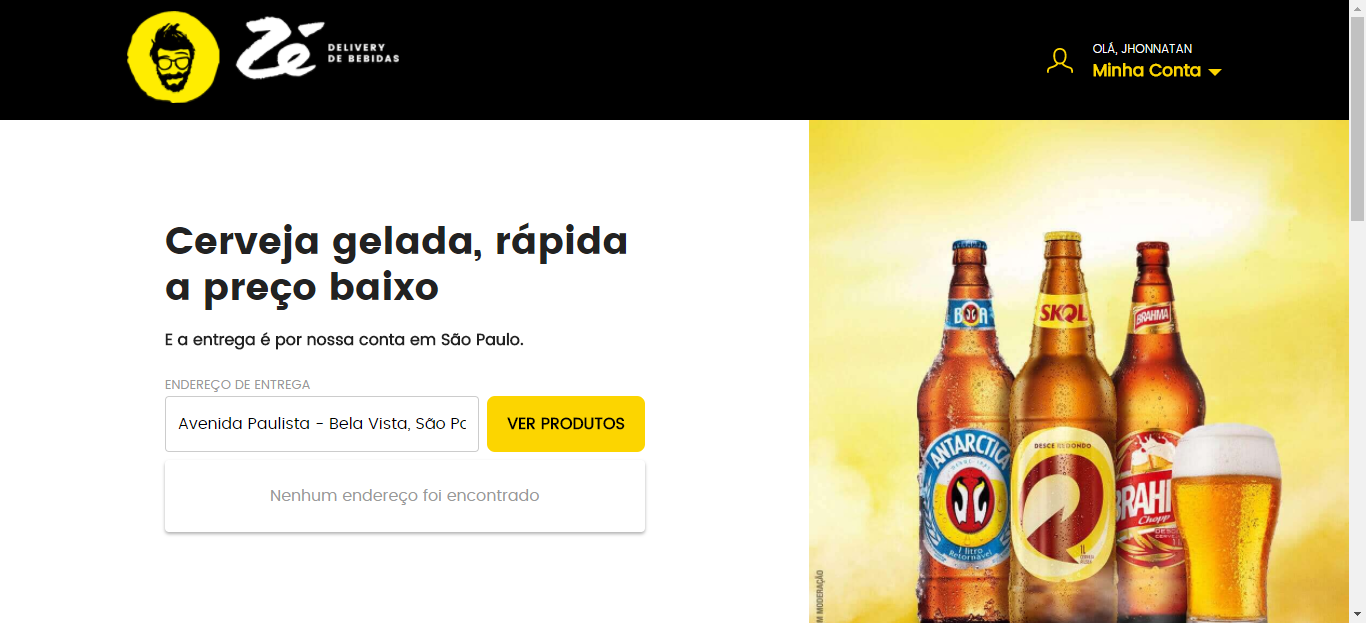 Zé DELIVERY
DE BEBIDAS
OLÁ, JHONNATAN
Minha Conta
Cerveja gelada, rápida
a preço baixo
E a entrega é por nossa conta em São Paulo.
ENDEREÇO DE ENTREGA
Avenida Paulista - Bela Vista, São Pa
VER PRODUTOS
Nenhum endereço foi encontrado
BOA
SKOL
BRAHMA
ANTARCTICA
1 litro
Retornável
DESCE REDONDO
1L
BRAHM
Chopp
M MODERAÇÃO